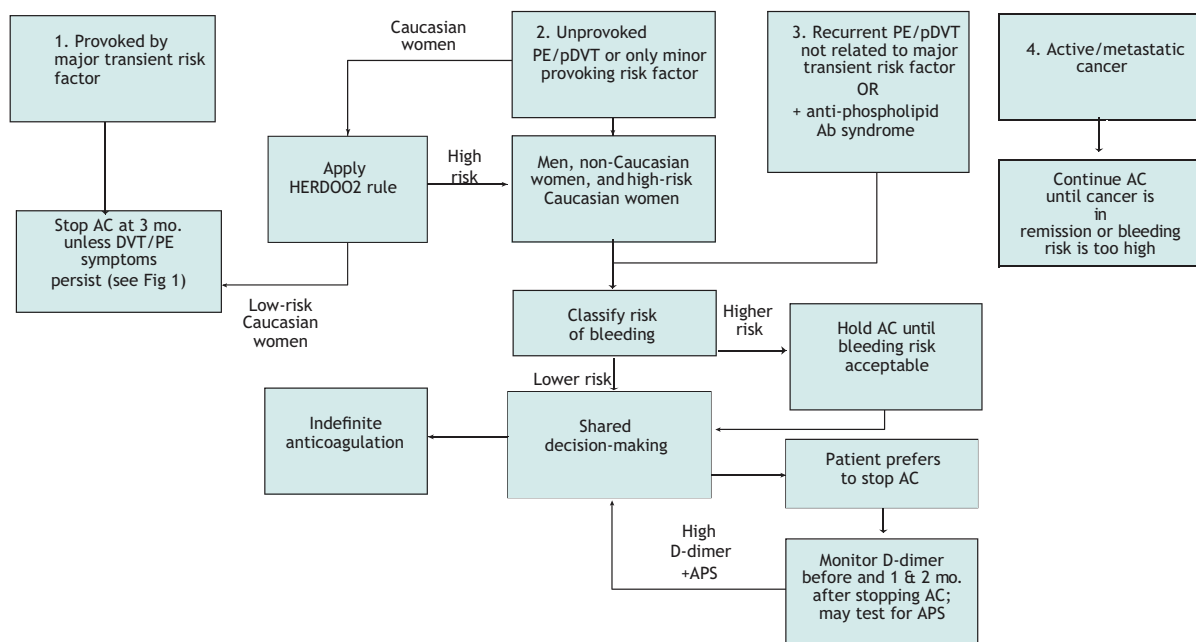 1. Provoked by
major transient risk
factor
Caucasian
women
2. Unprovoked
PE/pDVT or only minor
provoking risk factor
3. Recurrent PE/pDVT
not related to major
transient risk factor
OR
+ anti-phospholipid
Ab syndrome
4. Active/metastatic
cancer
Apply
HERDOO2 rule
High
risk
Men, non-Caucasian
women, and high-risk
Caucasian women
Continue AC
until cancer is
in
remission or bleeding
risk is too high
Stop AC at 3 mo.
unless DVT/PE
symptoms
persist (see Fig 1)
Low-risk
Caucasian
women
Classify risk
of bleeding
Higher
risk
Hold AC until
bleeding risk
acceptable
Lower risk
Indefinite
anticoagulation
Shared
decision-making
Patient prefers
to stop AC
High
D-dimer
+APS
Monitor D-dimer
before and 1 & 2 mo.
after stopping AC;
may test for APS